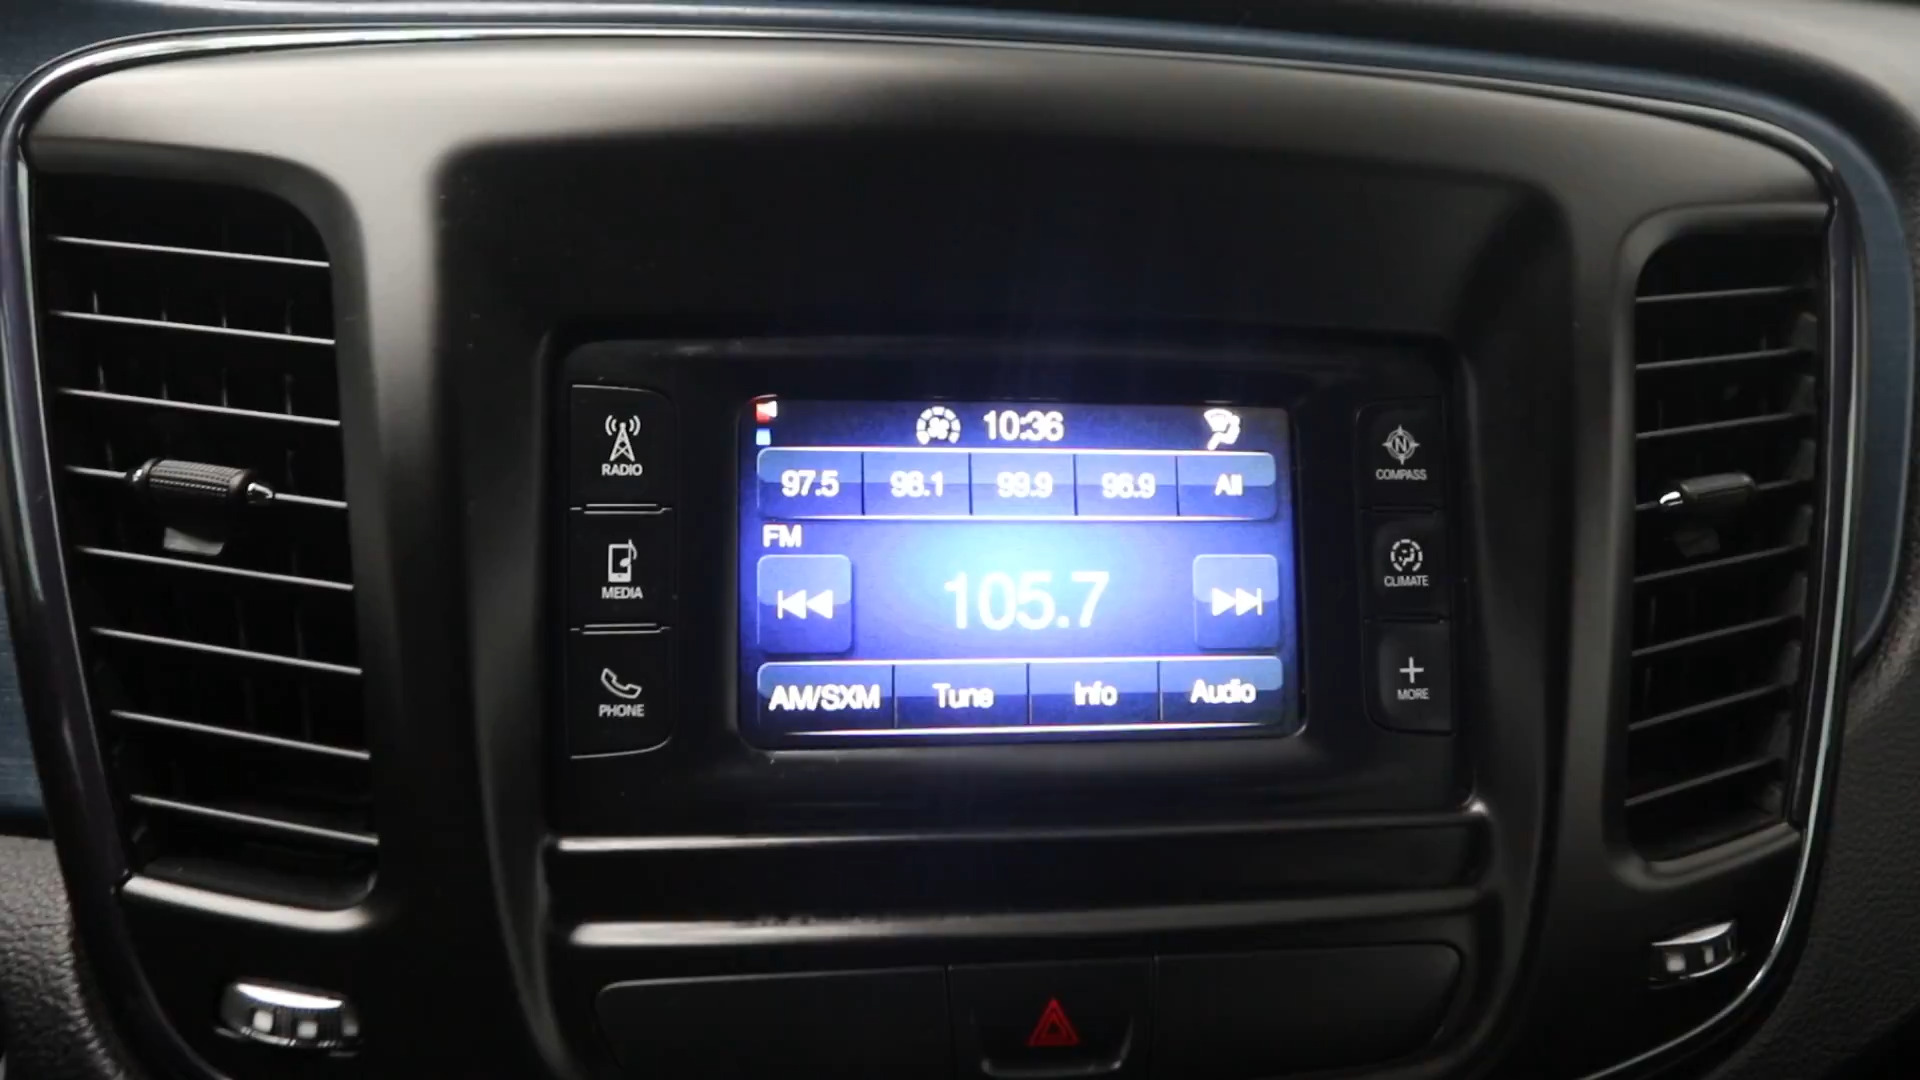 10:36
97.5 98.1 99.9 96.9 All
FM
105.7
AM/SXM Tune Info Audio
RADIO
MEDIA
PHONE
N
COMPASS
CLIMATE
MORE